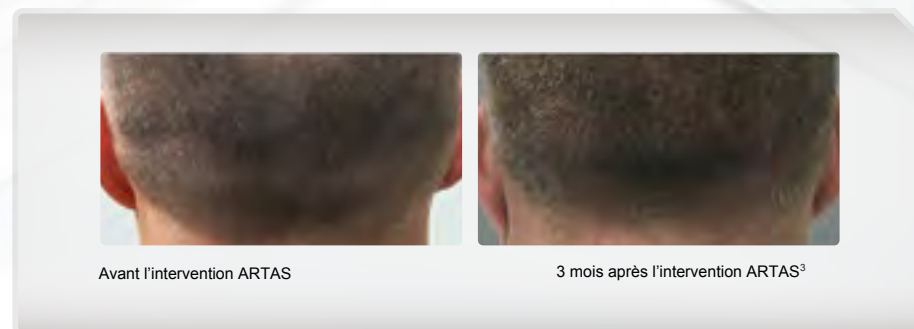 Avant l’intervention ARTAS
3 mois après l’intervention ARTAS³